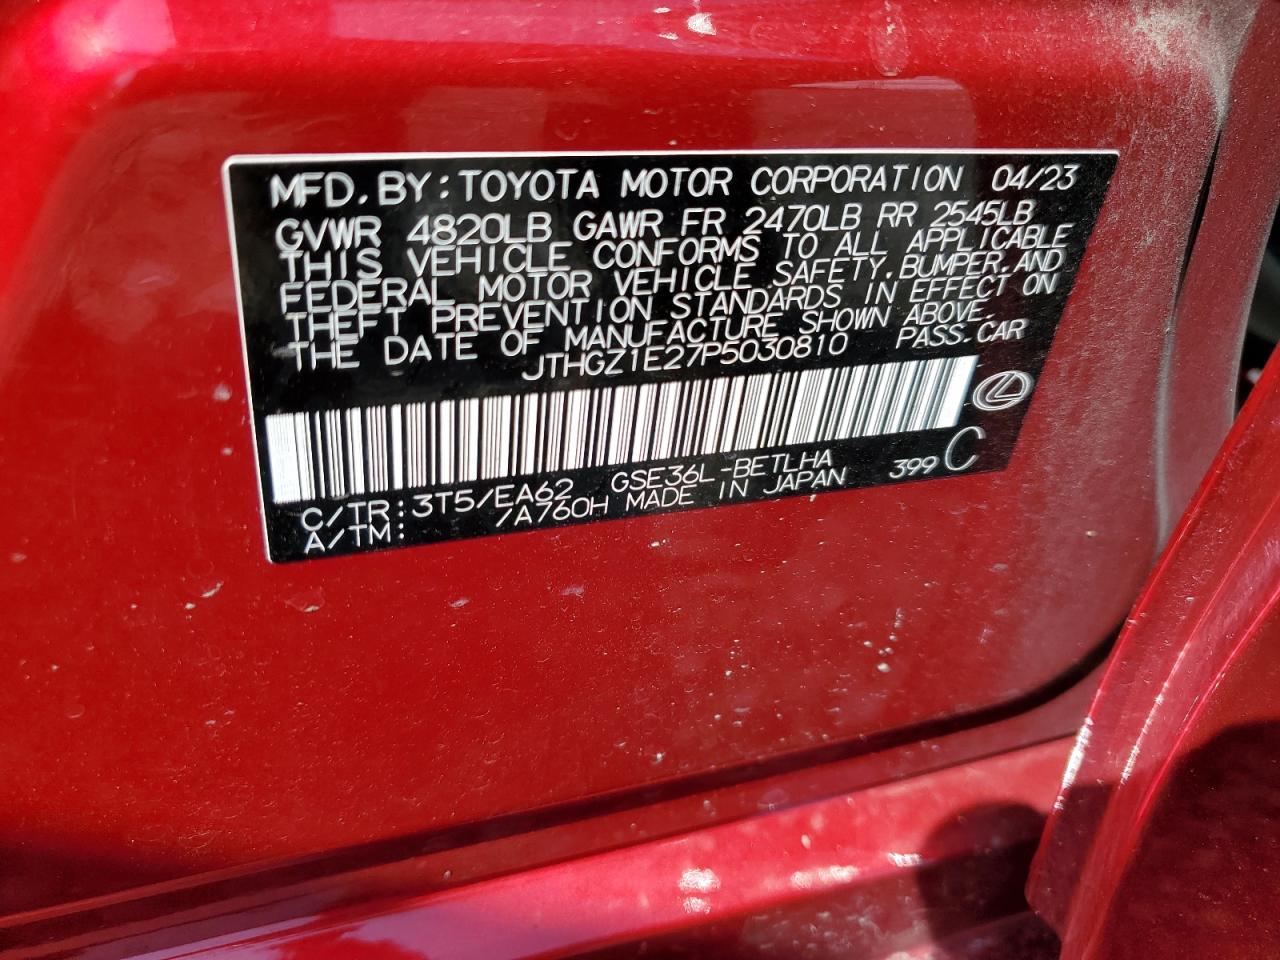 MFD. BY: TOYOTA MOTOR CORPORATION 04/23
GVWR 4820LB GAWR FR 2470LB RR 2545LB
THIS VEHICLE CONFORMS TO ALL APPLICABLE
FEDERAL MOTOR VEHICLE SAFETY, BUMPER, AND
THEFT PREVENTION STANDARDS IN EFFECT ON
THE DATE OF MANUFACTURE SHOWN ABOVE.
JTHGZ1E27P5030810 PASS. CAR
C/TR: 3T5/EA62 GSE36L-BETLHA 399 C
A/TM: /A760H MADE IN JAPAN